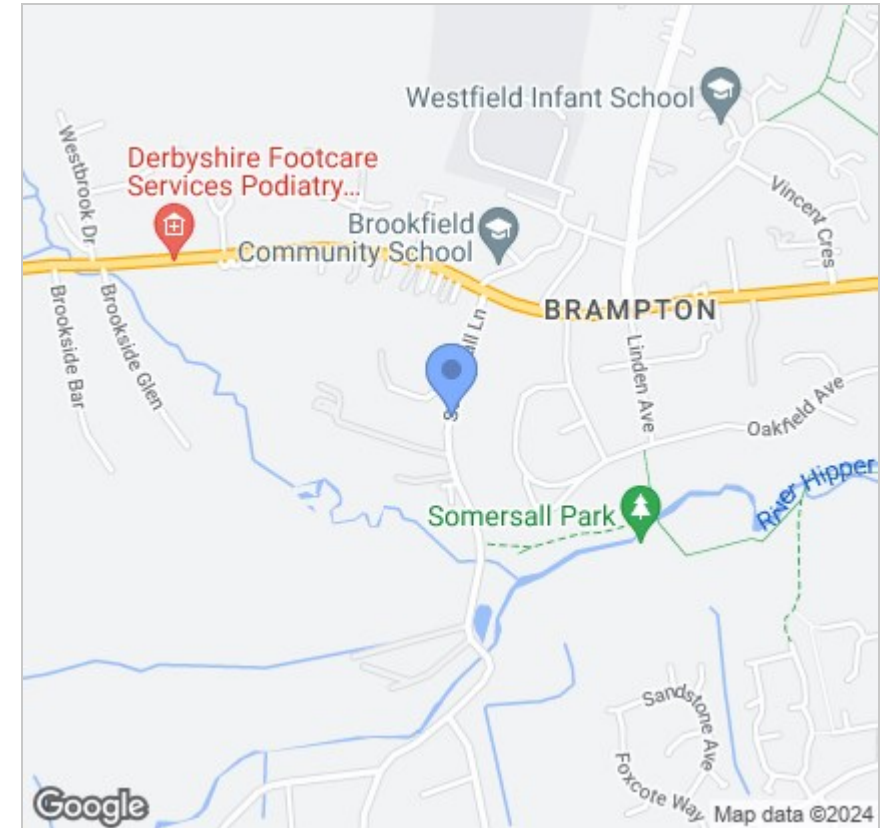 Westfield Infant School
Derbyshire Footcare
Services Podiatry...
Westbrook Dr
Brookfield
Community School
Vincent Cres
BRAMPTON
Brookside Bar
Brookside Glen
Linden Ave
Oakfield Ave
River Hipper
Somersall Park
Sandstone Ave
Foxcote Way
Google
Map data ©2024